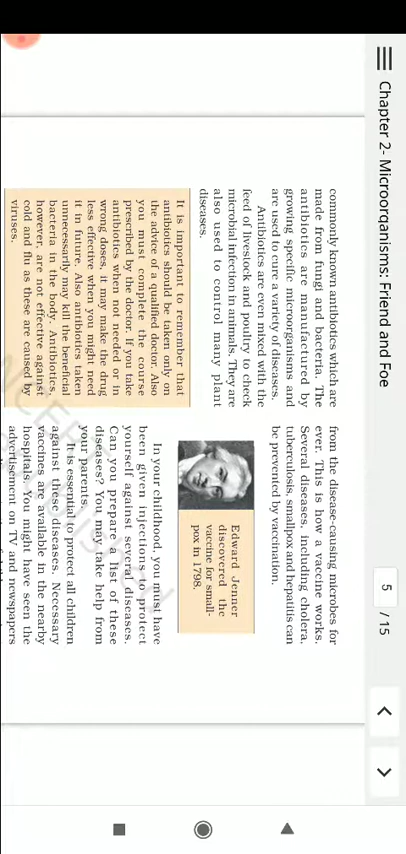 Chapter 2- Microorganisms: Friend and Foe
5 / 15
commonly known antibiotics which are
made from fungi and bacteria. The
antibiotics are manufactured by
growing specific microorganisms and
are used to cure a variety of diseases.
Antibiotics are even mixed with the
feed of livestock and poultry to check
microbial infection in animals. They are
also used to control many plant
diseases.
It is important to remember that
antibiotics should be taken only on
the advice of a qualified doctor. Also
you must complete the course
prescribed by the doctor. If you take
antibiotics when not needed or in
wrong doses, it may make the drug
less effective when you might need
it in future. Also antibiotics taken
unnecessarily may kill the beneficial
bacteria in the body. Antibiotics,
however, are not effective against
cold and flu as these are caused by
viruses.
from the disease-causing microbes for
ever. This is how a vaccine works.
Several diseases, including cholera,
tuberculosis, smallpox and hepatitis can
be prevented by vaccination.
Edward Jenner
discovered the
vaccine for small-
pox in 1798.
In your childhood, you must have
been given injections to protect
yourself against several diseases.
Can you prepare a list of these
diseases? You may take help from
your parents.
It is essential to protect all children
against these diseases. Necessary
vaccines are available in the nearby
hospitals. You might have seen the
advertisement on TV and newspapers